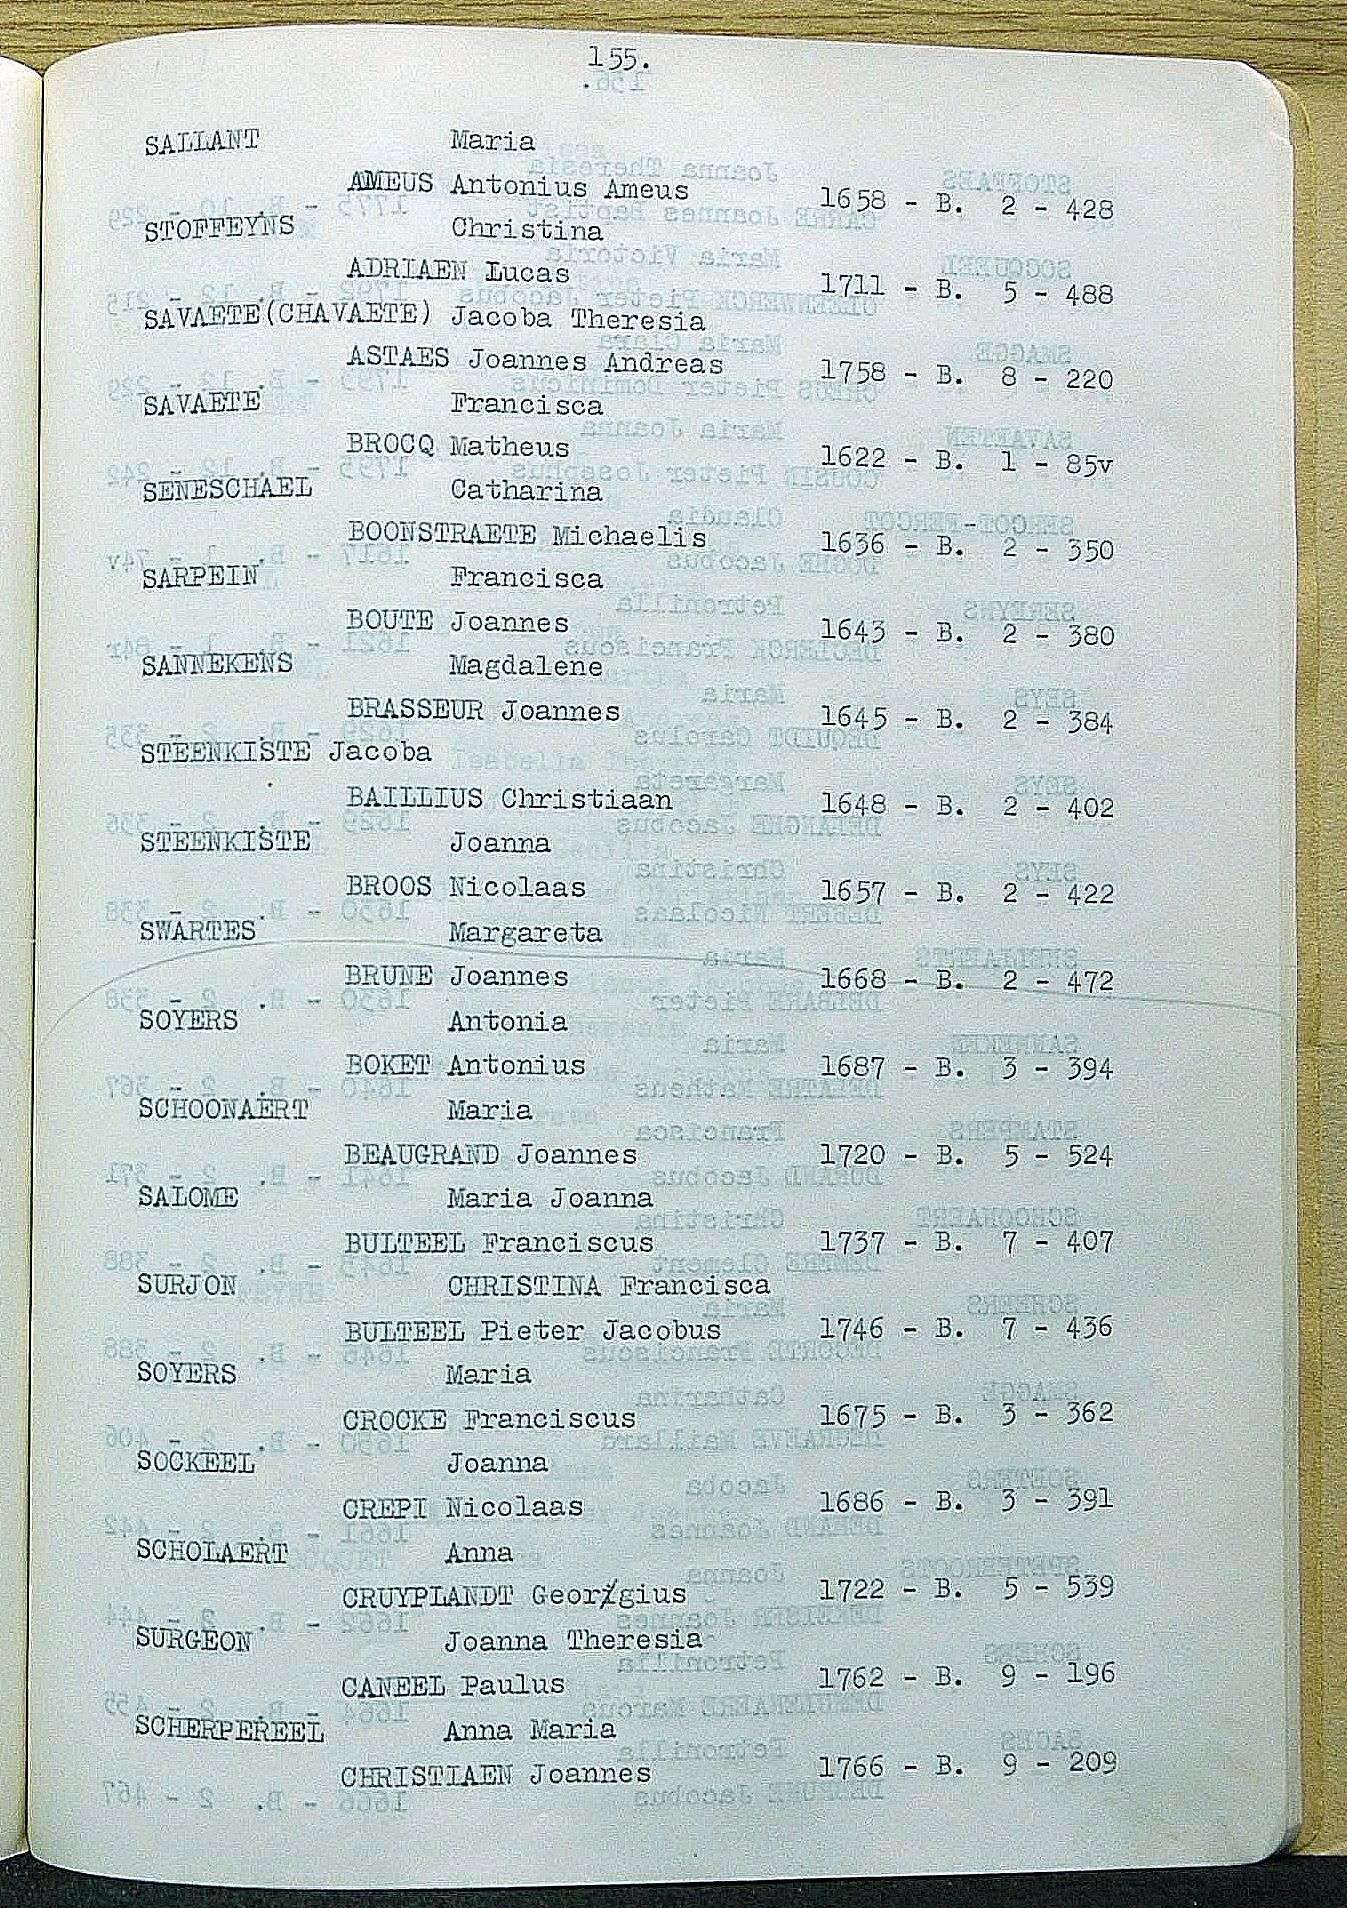 155.
SALLANT Maria
AMEUS Antonius Ameus 1658 - B. 2 - 428
STOFFEYNS Christina
ADRIAEN Lucas 1711 - B. 5 - 488
SAVAETE(CHAVAETE) Jacoba Theresia
ASTAES Joannes Andreas 1758 - B. 8 - 220
SAVAETE Francisca
BROCQ Matheus 1622 - B. 1 - 85v
SENESCHAEL Catharina
BOONSTRAETE Michaelis 1636 - B. 2 - 350
SARPEIN Francisca
BOUTE Joannes 1643 - B. 2 - 380
SANNEKENS Magdalene
BRASSEUR Joannes 1645 - B. 2 - 384
STEENKISTE Jacoba
BAILLIUS Christiaan 1648 - B. 2 - 402
STEENKISTE Joanna
BROOS Nicolaas 1657 - B. 2 - 422
SWARTES Margareta
BRUNE Joannes 1668 - B. 2 - 472
SOYERS Antonia
BOKET Antonius 1687 - B. 3 - 394
SCHOONAERT Maria
BEAUGRAND Joannes 1720 - B. 5 - 524
SALOME Maria Joanna
BULTEEL Franciscus 1737 - B. 7 - 407
SURJON CHRISTINA Francisca
BULTEEL Pieter Jacobus 1746 - B. 7 - 436
SOYERS Maria
CROCKE Franciscus 1675 - B. 3 - 362
SOCKEEL Joanna
CREPI Nicolaas 1686 - B. 3 - 391
SCHOLAERT Anna
CRUYPLANDT Georgius 1722 - B. 5 - 539
SURGEON Joanna Theresia
CANEEL Paulus 1762 - B. 9 - 196
SCHERPEREEL Anna Maria
CHRISTIAEN Joannes 1766 - B. 9 - 209